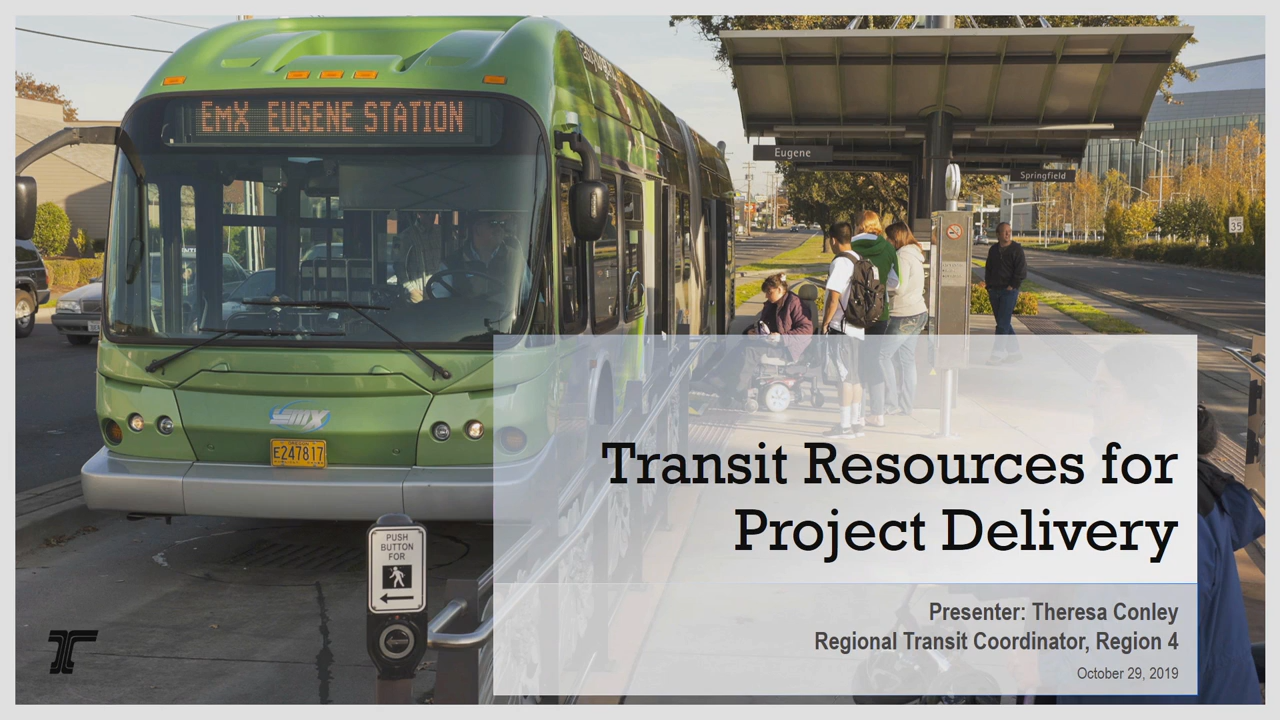 EmX EUGENE STATION
Eugene
Springfield
35
EmX
E247817
PUSH
BUTTON
FOR
Transit Resources for
Project Delivery
Presenter: Theresa Conley
Regional Transit Coordinator, Region 4
October 29, 2019